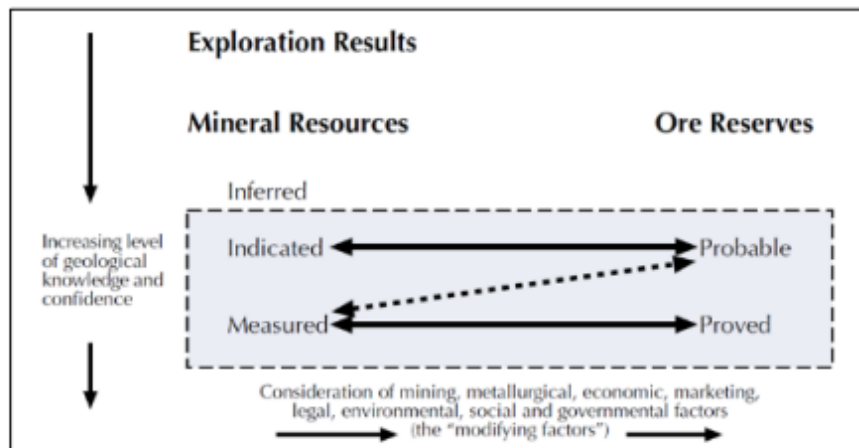 Exploration Results
Mineral Resources Ore Reserves
Inferred
Indicated Probable
Increasing level
of geological
knowledge and
confidence
Measured Proved
Consideration of mining, metallurgical, economic, marketing,
legal, environmental, social and governmental factors
(the "modifying factors")